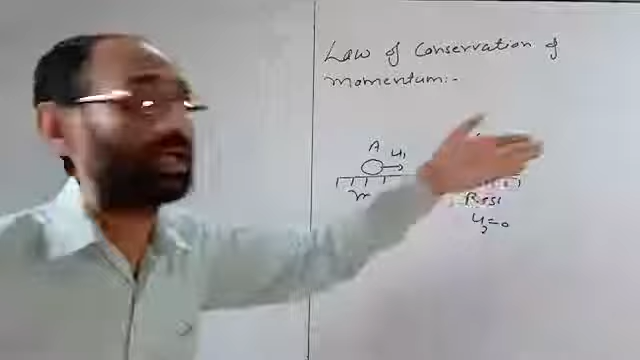 Law of Conservation of
momentum:-
A
u₁
m
Rest
u₂=0